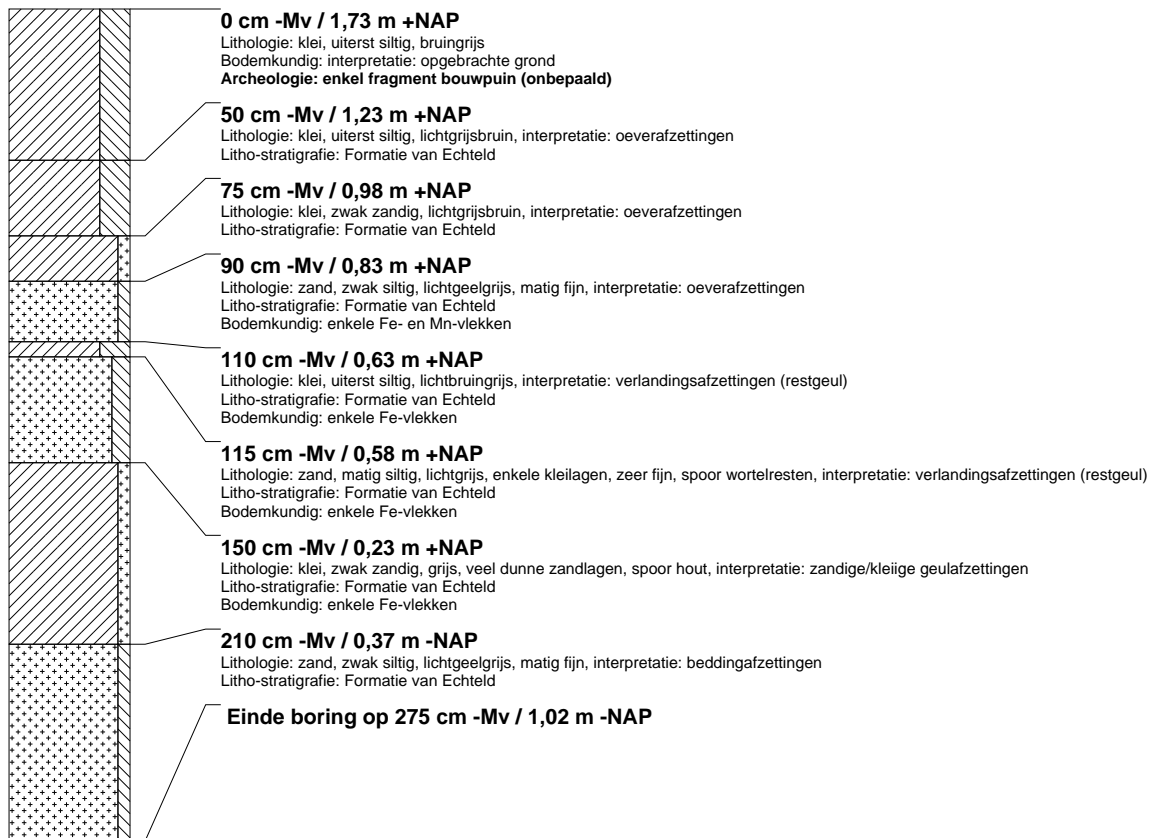 0 cm -Mv / 1,73 m +NAP
Lithologie: klei, uiterst siltig, bruingrijs
Bodemkundig: interpretatie: opgebrachte grond
Archeologie: enkel fragment bouwpuin (onbepaald)
50 cm -Mv / 1,23 m +NAP
Lithologie: klei, uiterst siltig, lichtgrijsbruin, interpretatie: oeverafzettingen
Litho-stratigrafie: Formatie van Echteld
75 cm -Mv / 0,98 m +NAP
Lithologie: klei, zwak zandig, lichtgrijsbruin, interpretatie: oeverafzettingen
Litho-stratigrafie: Formatie van Echteld
90 cm -Mv / 0,83 m +NAP
Lithologie: zand, zwak siltig, lichtgeelgrijs, matig fijn, interpretatie: oeverafzettingen
Litho-stratigrafie: Formatie van Echteld
Bodemkundig: enkele Fe- en Mn-vlekken
110 cm -Mv / 0,63 m +NAP
Lithologie: klei, uiterst siltig, lichtbruingrijs, interpretatie: verlandingsafzettingen (restgeul)
Litho-stratigrafie: Formatie van Echteld
Bodemkundig: enkele Fe-vlekken
115 cm -Mv / 0,58 m +NAP
Lithologie: zand, matig siltig, lichtgrijs, enkele kleilagen, zeer fijn, spoor wortelresten, interpretatie: verlandingsafzettingen (restgeul)
Litho-stratigrafie: Formatie van Echteld
Bodemkundig: enkele Fe-vlekken
150 cm -Mv / 0,23 m +NAP
Lithologie: klei, zwak zandig, grijs, veel dunne zandlagen, spoor hout, interpretatie: zandige/kleiige geulafzettingen
Litho-stratigrafie: Formatie van Echteld
Bodemkundig: enkele Fe-vlekken
210 cm -Mv / 0,37 m -NAP
Lithologie: zand, zwak siltig, lichtgeelgrijs, matig fijn, interpretatie: beddingafzettingen
Litho-stratigrafie: Formatie van Echteld
Einde boring op 275 cm -Mv / 1,02 m -NAP